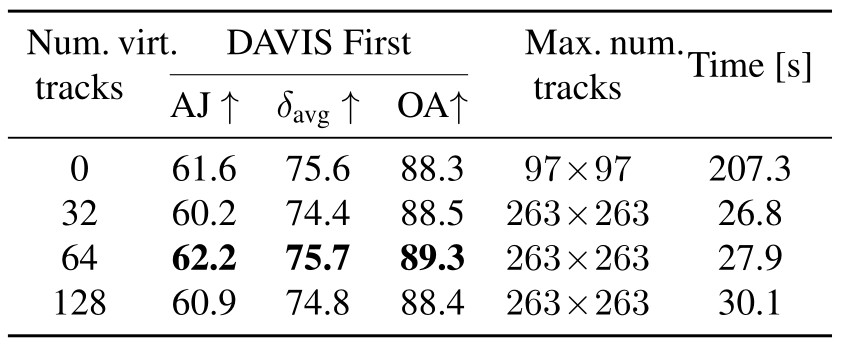 Num. virt. DAVIS First Max. num. Time [s]
tracks tracks
AJ ↑ δavg ↑ OA↑
0 61.6 75.6 88.3 97×97 207.3
32 60.2 74.4 88.5 263×263 26.8
64 62.2 75.7 89.3 263×263 27.9
128 60.9 74.8 88.4 263×263 30.1